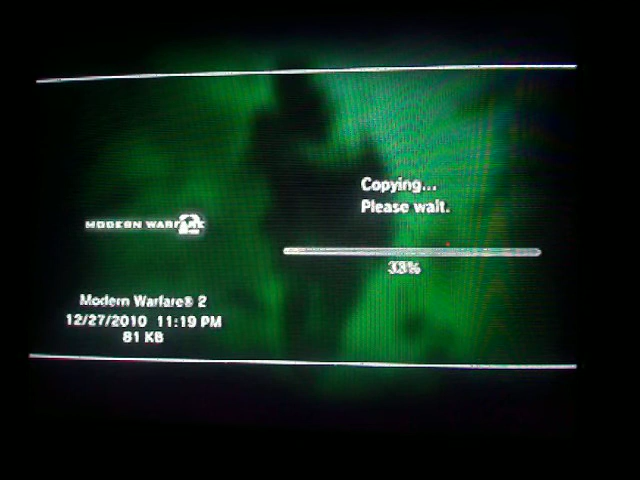 Copying...
Please wait.
MODERN WARFARE 2
33%
Modern Warfare® 2
12/27/2010 11:19 PM
81 KB